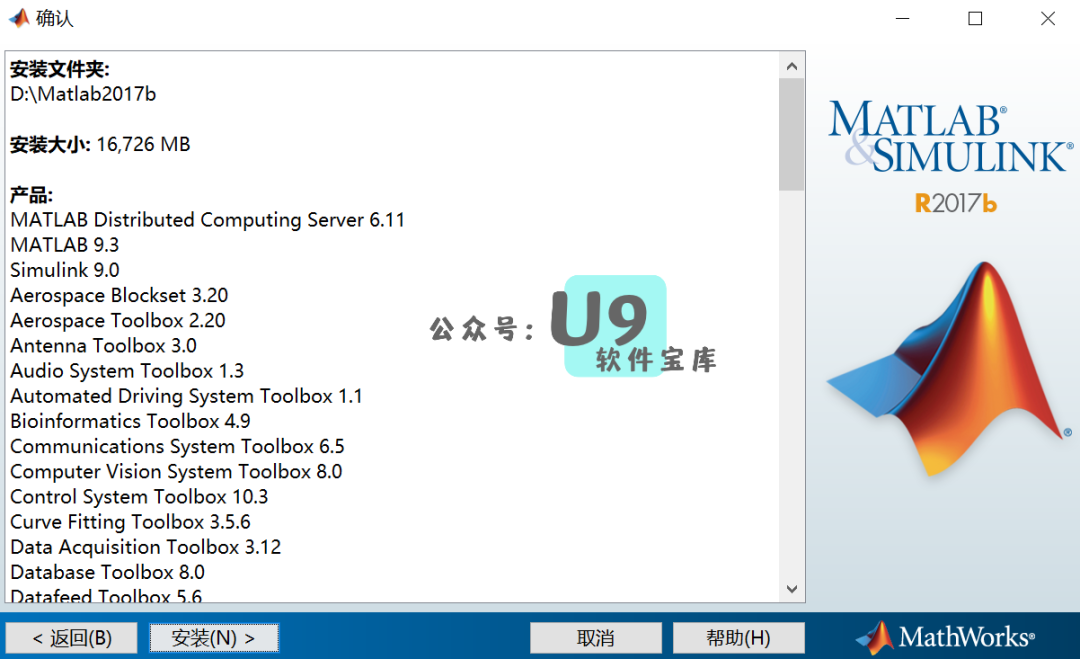 确认
安装文件夹:
D:\Matlab2017b
安装大小: 16,726 MB
产品:
MATLAB Distributed Computing Server 6.11
MATLAB 9.3
Simulink 9.0
Aerospace Blockset 3.20
Aerospace Toolbox 2.20
Antenna Toolbox 3.0
Audio System Toolbox 1.3
Automated Driving System Toolbox 1.1
Bioinformatics Toolbox 4.9
Communications System Toolbox 6.5
Computer Vision System Toolbox 8.0
Control System Toolbox 10.3
Curve Fitting Toolbox 3.5.6
Data Acquisition Toolbox 3.12
Database Toolbox 8.0
Datafeed Toolbox 5.6
公众号: U9
软件宝库
MATLAB®
&SIMULINK®
R2017b
®
< 返回(B)
安装(N) >
取消
帮助(H)
MathWorks®